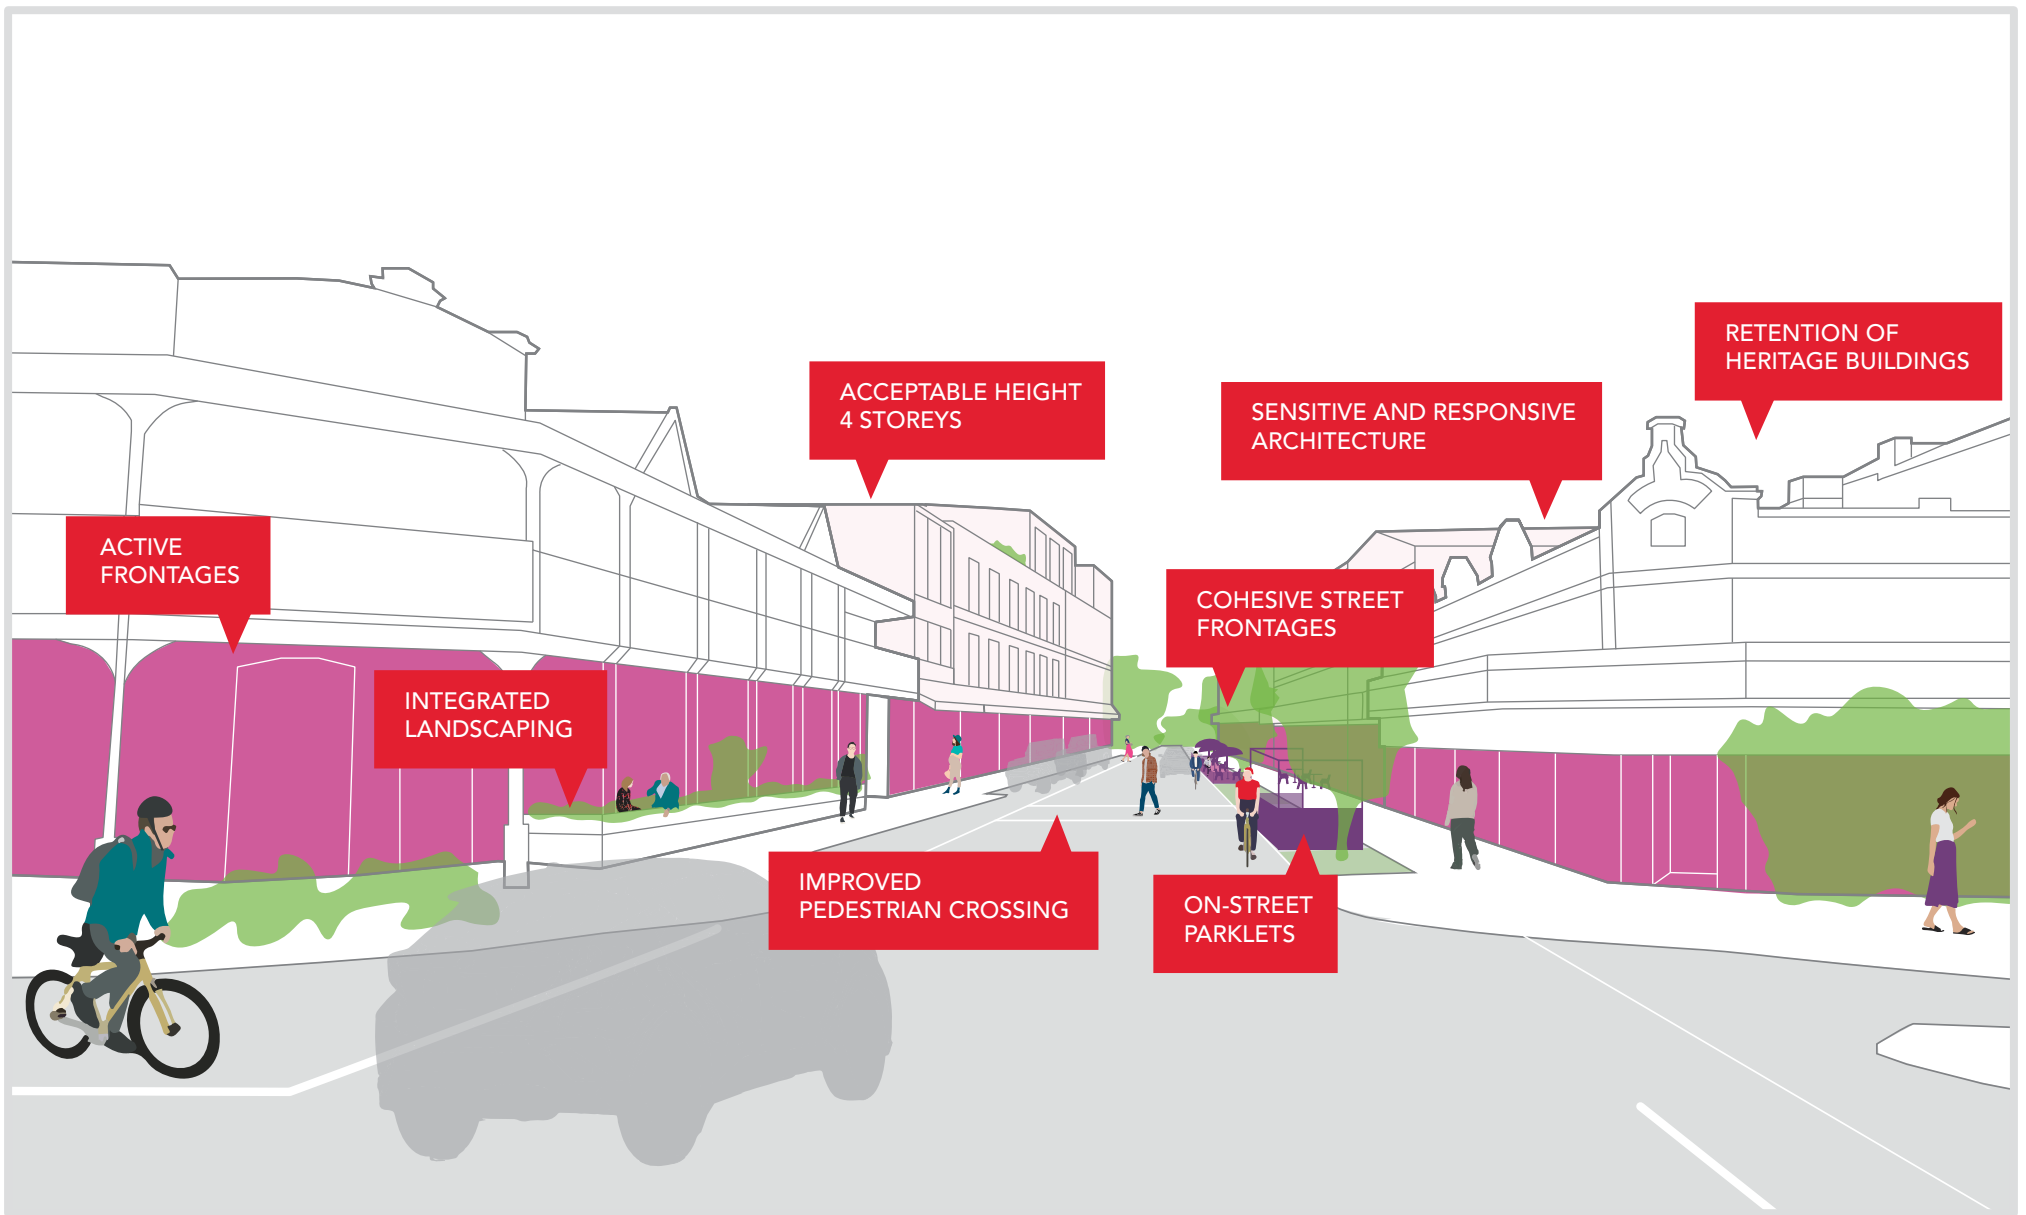 RETENTION OF
HERITAGE BUILDINGS
ACCEPTABLE HEIGHT
4 STOREYS
SENSITIVE AND RESPONSIVE
ARCHITECTURE
ACTIVE
FRONTAGES
COHESIVE STREET
FRONTAGES
INTEGRATED
LANDSCAPING
IMPROVED
PEDESTRIAN CROSSING
ON-STREET
PARKLETS